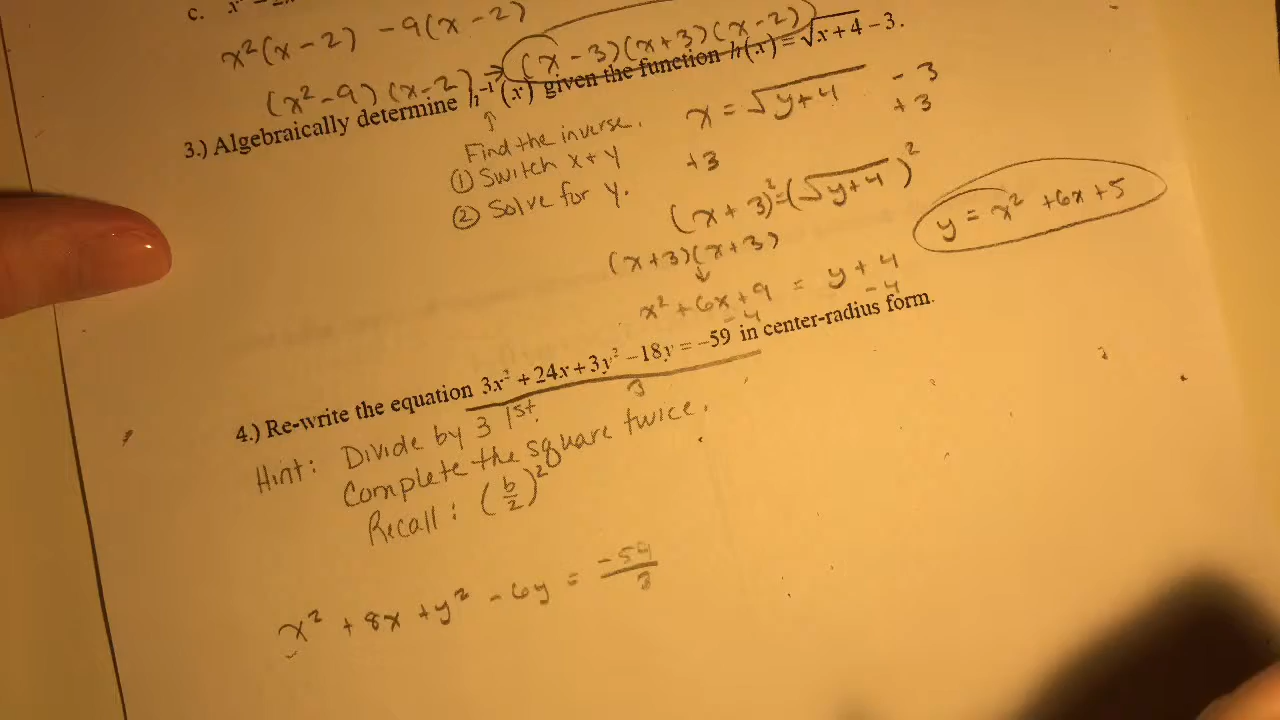 c.
x²(x-2) -9(x-2)
(x²-9)(x-2) → (x-3)(x+3)(x-2)
3.) Algebraically determine h⁻¹(x) given the function h(x) = √x+4 − 3.
↑
Find the inverse.
① Switch x + y
② Solve for y.
x = √y+4 - 3
+3 +3
(x+3)² = (√y+4)²
(x+3)(x+3)
↓
x² + 6x + 9 = y + 4
-4 -4
y = x² + 6x + 5
4.) Re-write the equation 3x² + 24x + 3y² − 18y = −59 in center-radius form.
3
Hint: Divide by 3 1st.
Complete the square twice.
Recall: (b/2)²
x² + 8x + y² - 6y = -59/3